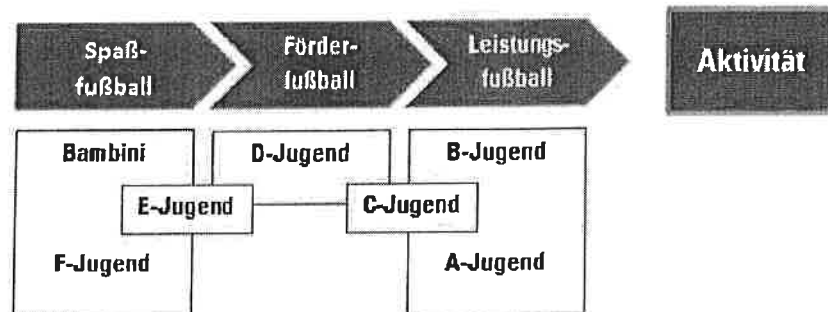 Spaß-
fußball
Förder-
fußball
Leistungs-
fußball
Aktivität
Bambini
D-Jugend
B-Jugend
E-Jugend
C-Jugend
F-Jugend
A-Jugend